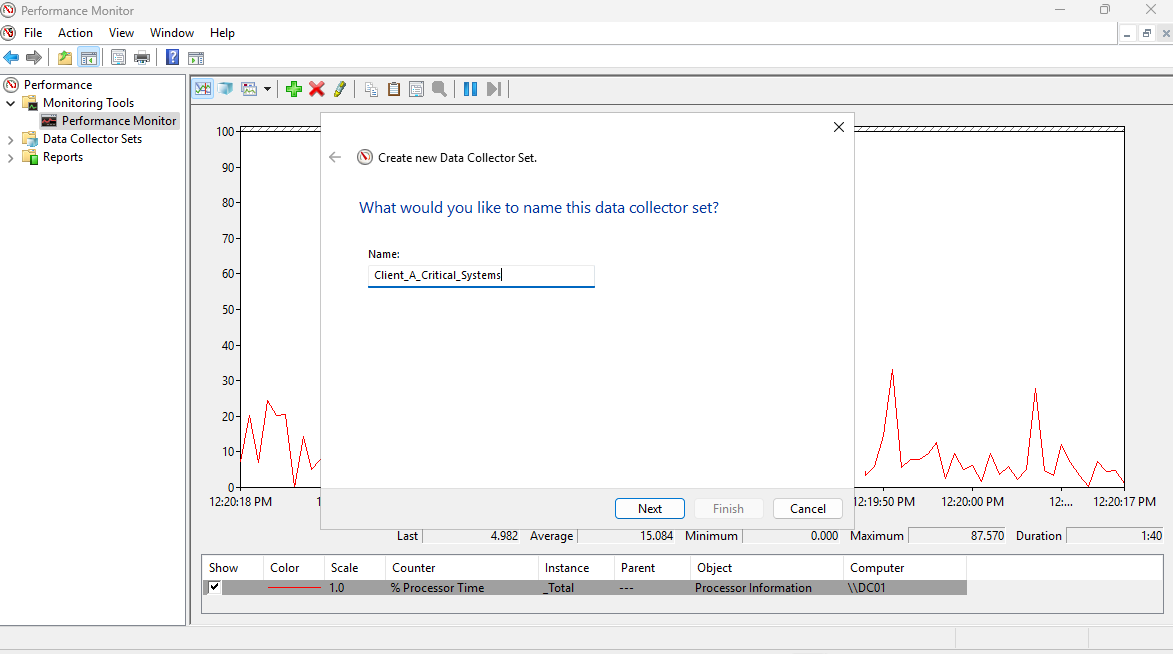 Performance Monitor
File Action View Window Help
Performance
Monitoring Tools
Performance Monitor
Data Collector Sets
Reports
Create new Data Collector Set.
What would you like to name this data collector set?
Name:
Client_A_Critical_Systems
Next Finish Cancel
100
90
80
70
60
50
40
30
20
10
0
12:20:18 PM 1 12:19:50 PM 12:20:00 PM 12:... 12:20:17 PM
Last 4.982 Average 15.084 Minimum 0.000 Maximum 87.570 Duration 1:40
Show Color Scale Counter Instance Parent Object Computer
1.0 % Processor Time _Total --- Processor Information \\DC01